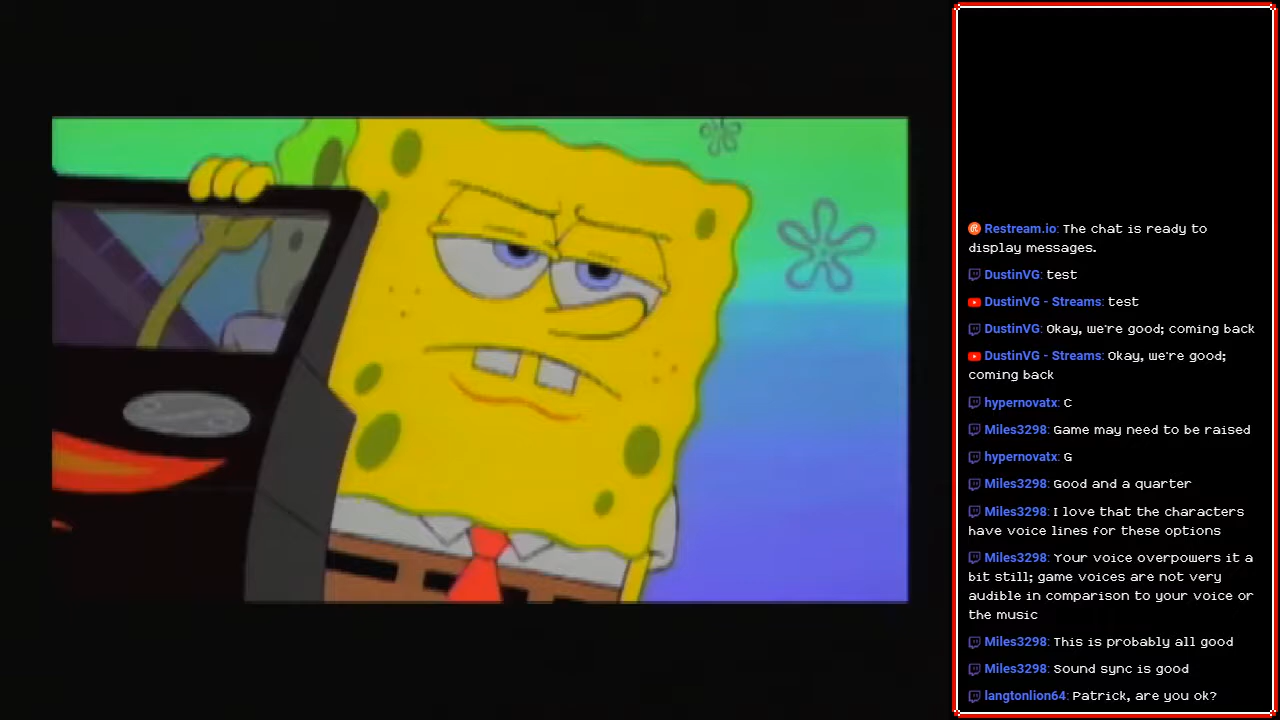 Restream.io: The chat is ready to
display messages.
DustinVG: test
DustinVG - Streams: test
DustinVG: Okay, we're good; coming back
DustinVG - Streams: Okay, we're good;
coming back
hypernovatx: C
Miles3298: Game may need to be raised
hypernovatx: G
Miles3298: Good and a quarter
Miles3298: I love that the characters
have voice lines for these options
Miles3298: Your voice overpowers it a
bit still; game voices are not very
audible in comparison to your voice or
the music
Miles3298: This is probably all good
Miles3298: Sound sync is good
langtonlion64: Patrick, are you ok?